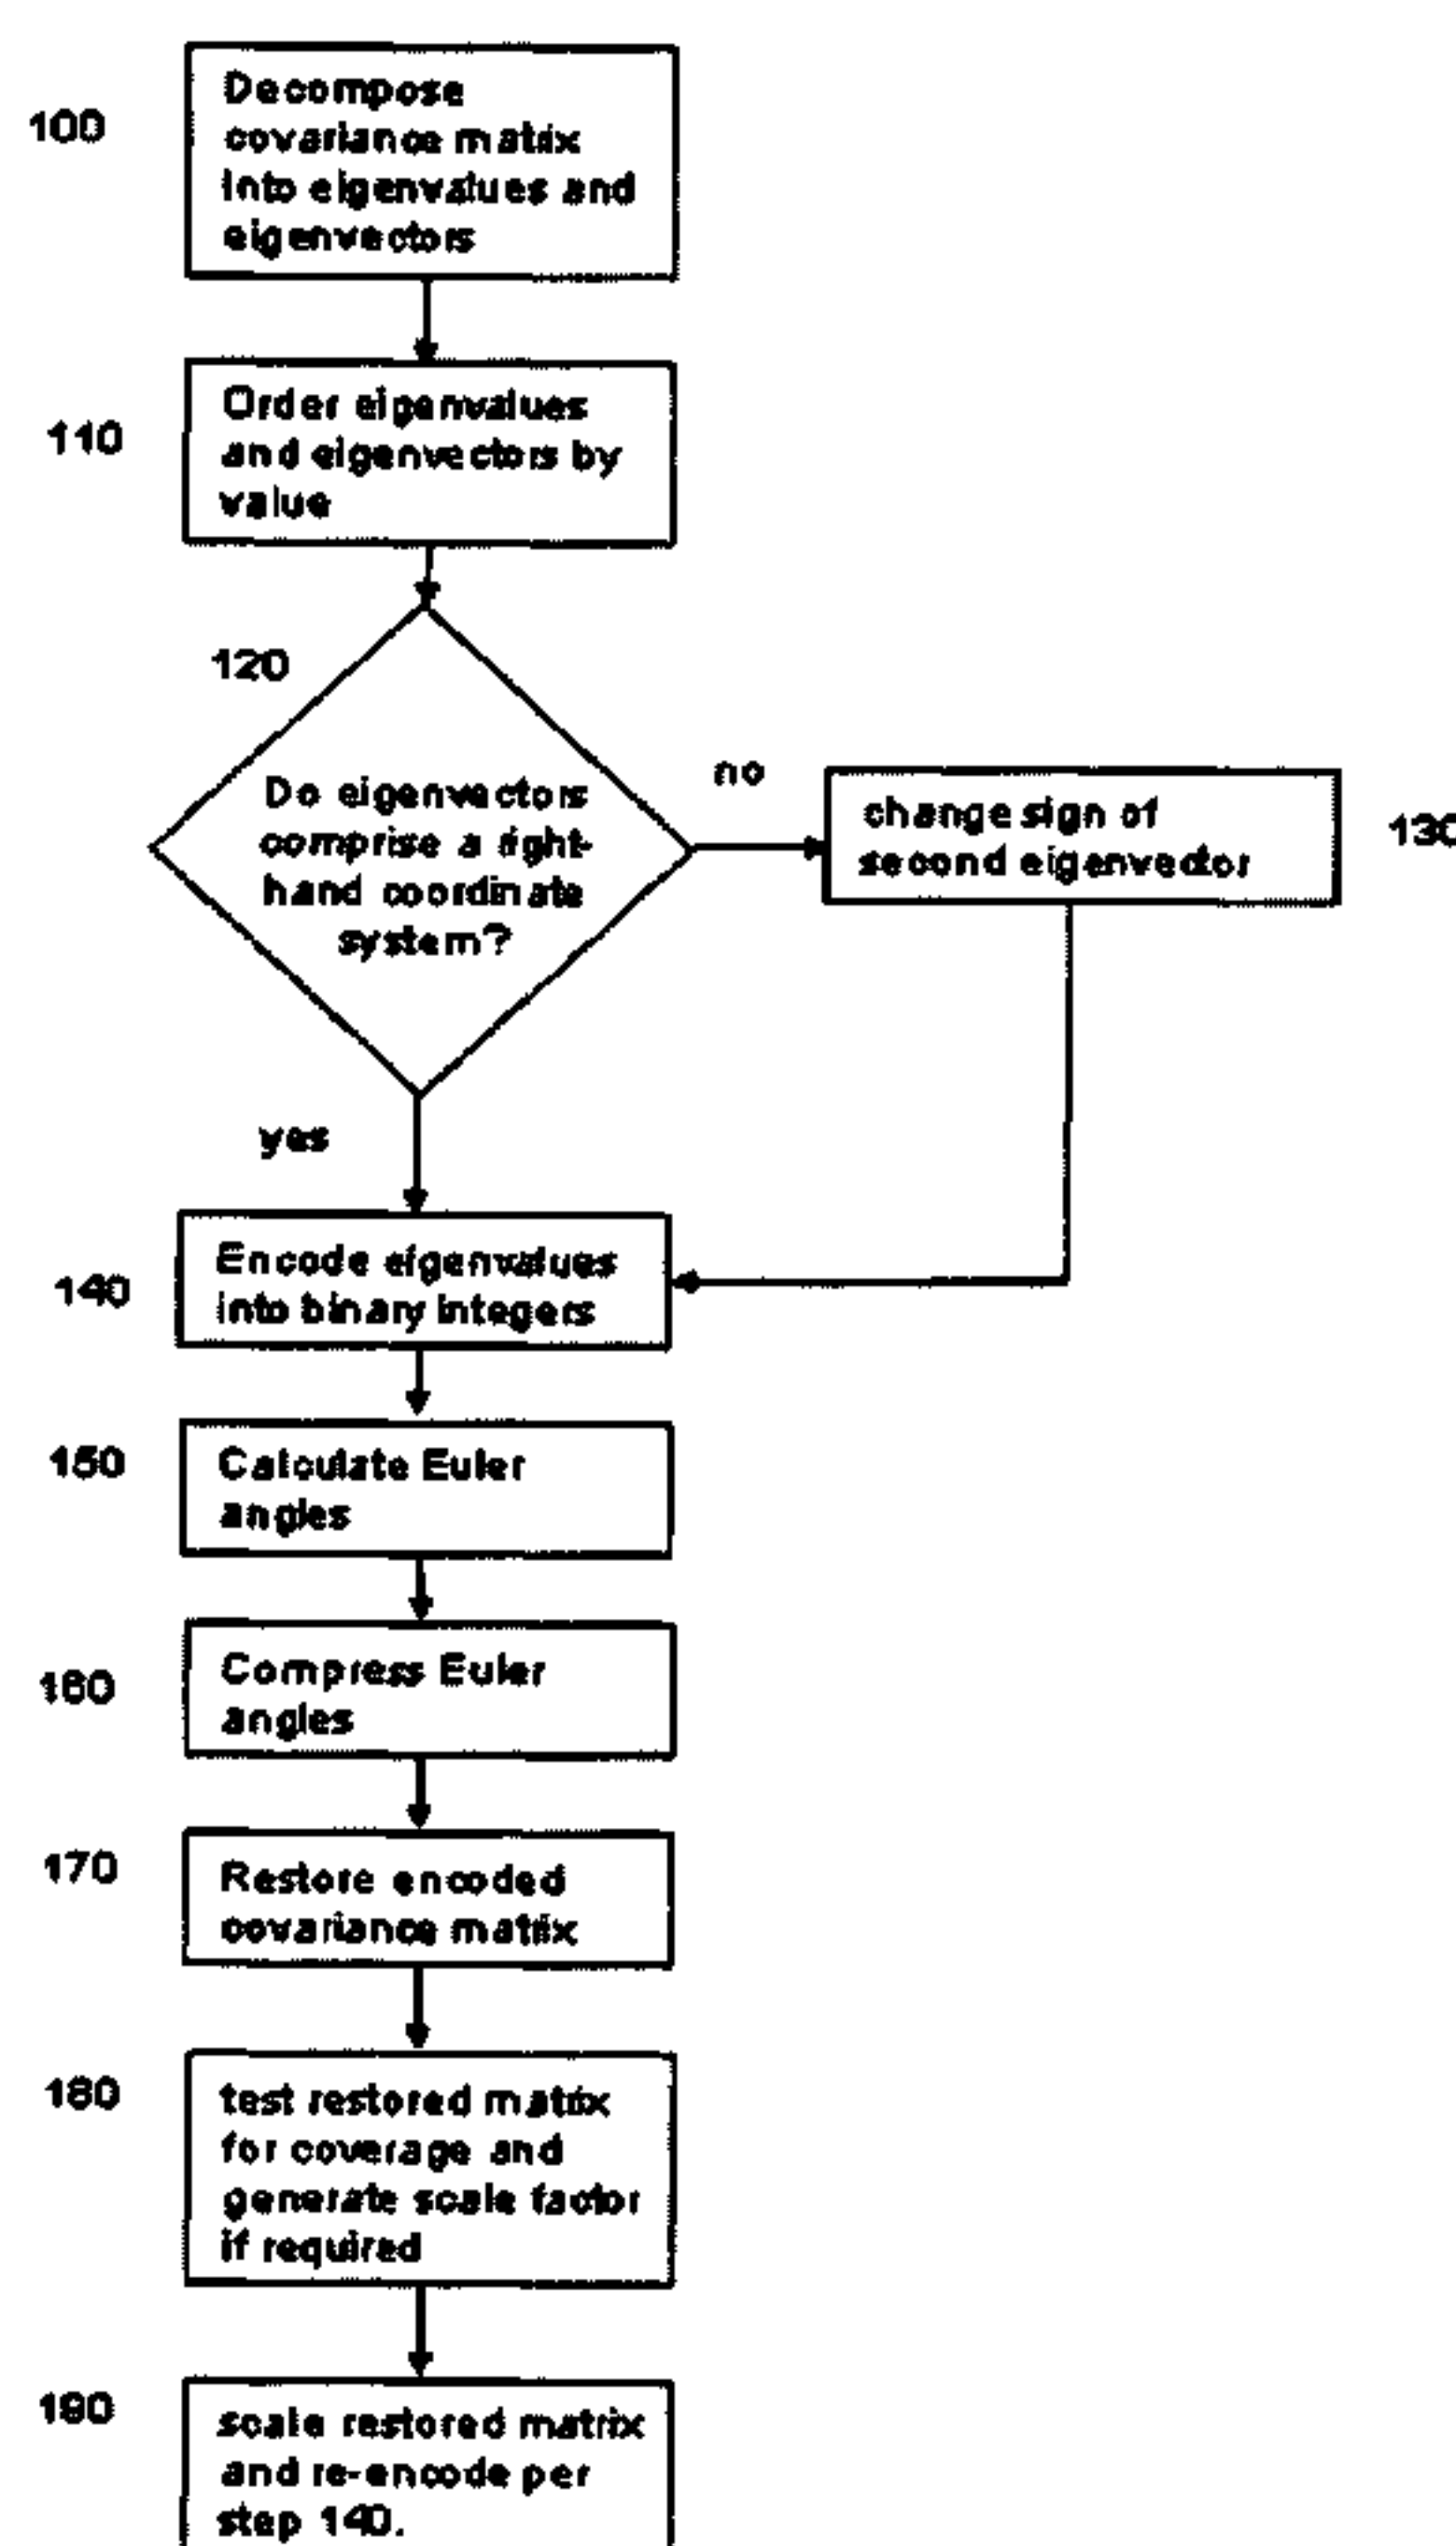 100
Decompose
covariance matrix
into eigenvalues and
eigenvectors
110
Order eigenvalues
and eigenvectors by
value
120
Do eigenvectors
comprise a right-
hand coordinate
system?
no
change sign of
second eigenvector
130
yes
140
Encode eigenvalues
into binary integers
150
Calculate Euler
angles
160
Compress Euler
angles
170
Restore encoded
covariance matrix
180
test restored matrix
for coverage and
generate scale factor
if required
190
scale restored matrix
and re-encode per
step 140.